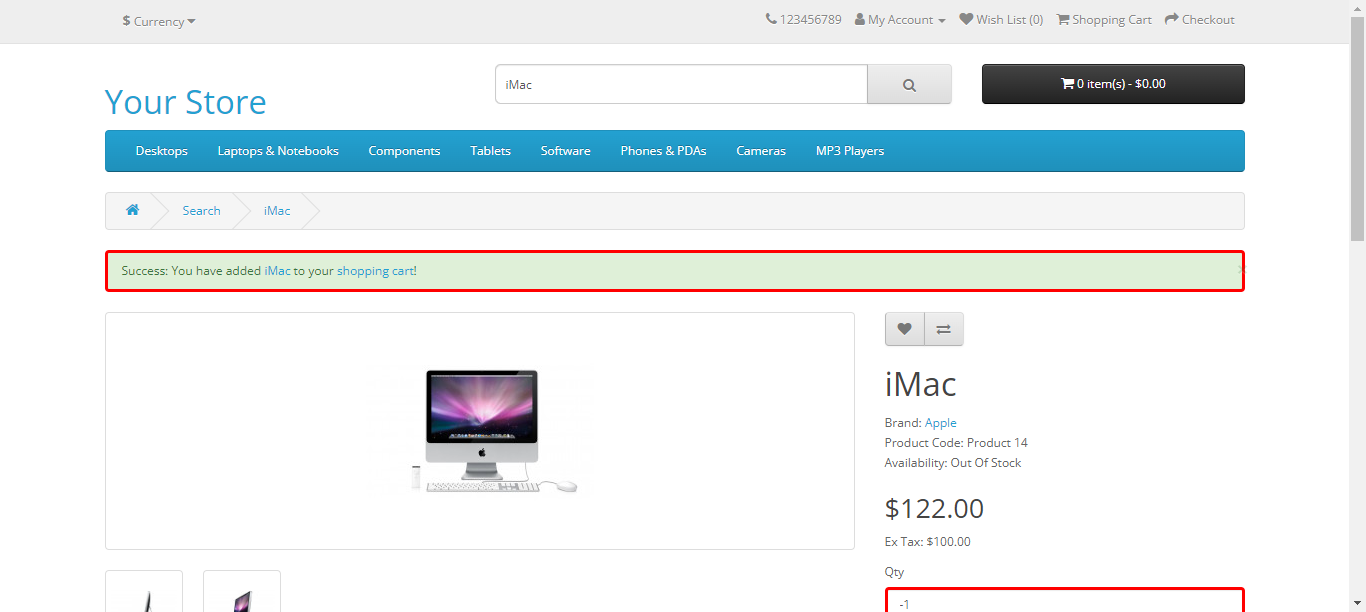 $ Currency
123456789 My Account Wish List (0) Shopping Cart Checkout
Your Store
iMac
0 item(s) - $0.00
Desktops Laptops & Notebooks Components Tablets Software Phones & PDAs Cameras MP3 Players
Search iMac
Success: You have added iMac to your shopping cart!
×
iMac
Brand: Apple
Product Code: Product 14
Availability: Out Of Stock
$122.00
Ex Tax: $100.00
Qty
-1